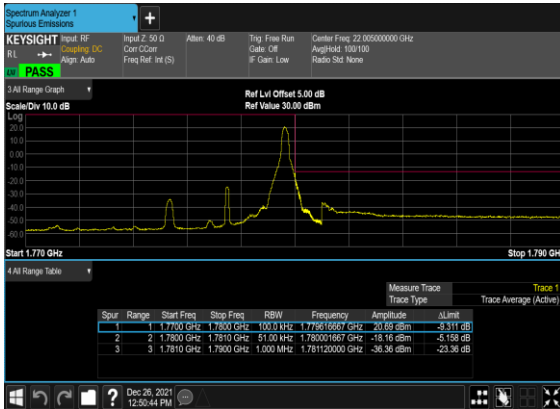 Spectrum Analyzer 1
Spurious Emissions
+
KEYSIGHT
RL
LXI PASS
Input: RF
Coupling: DC
Align: Auto
Input Z: 50 Ω
Corr CCorr
Freq Ref: Int (S)
Atten: 40 dB
Trig: Free Run
Gate: Off
IF Gain: Low
Center Freq: 22.005000000 GHz
Avg|Hold: 100/100
Radio Std: None
3 All Range Graph
Scale/Div 10.0 dB
Ref Lvl Offset 5.00 dB
Ref Value 30.00 dBm
Log
20.0
10.0
0.00
-10.0
-20.0
-30.0
-40.0
-50.0
-60.0
Start 1.770 GHz
Stop 1.790 GH
4 All Range Table
Measure Trace Trace 1
Trace Type Trace Average (Active)
Spur Range Start Freq Stop Freq RBW Frequency Amplitude ΔLimit
1 1 1.7700 GHz 1.7800 GHz 100.0 kHz 1.779616667 GHz 20.69 dBm -9.311 dB
2 2 1.7800 GHz 1.7810 GHz 51.00 kHz 1.780001667 GHz -18.16 dBm -5.158 dB
3 3 1.7810 GHz 1.7900 GHz 1.000 MHz 1.781120000 GHz -36.36 dBm -23.36 dB
?
Dec 26, 2021
12:50:44 PM